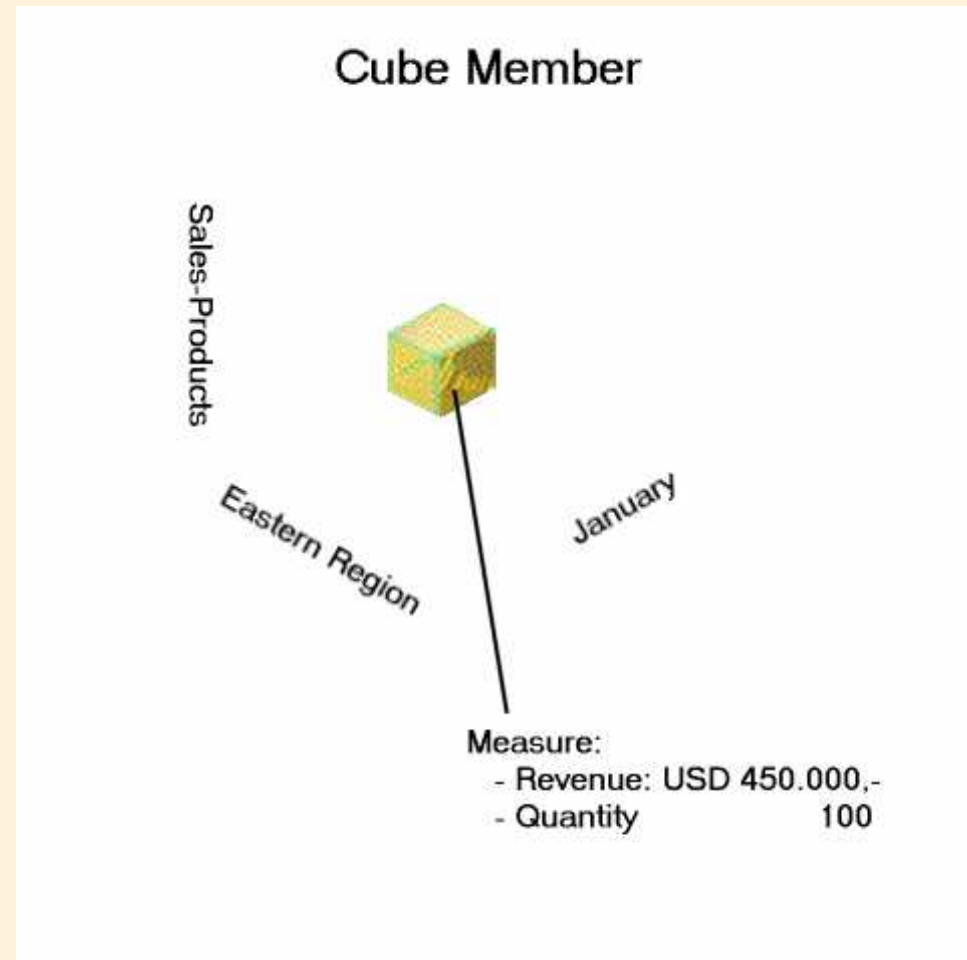 Cube Member
Sales-Products
Eastern Region
January
Measure:
- Revenue: USD 450.000,-
- Quantity 100